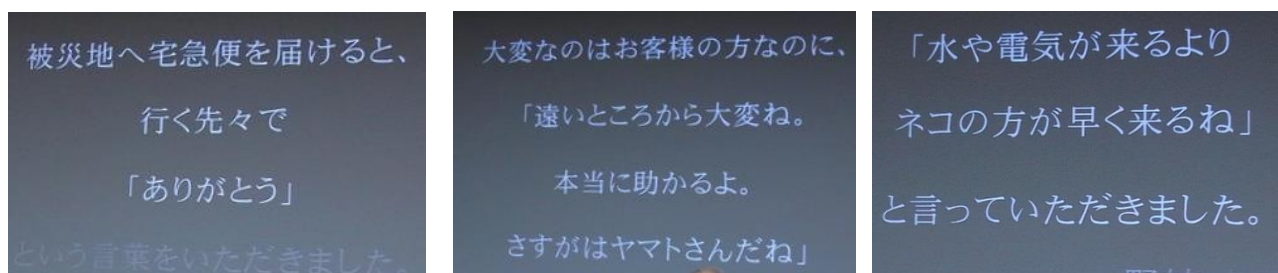 被災地へ宅急便を届けると、
行く先々で
「ありがとう」
という言葉をいただきました。
大変なのはお客様の方なのに、
「遠いところから大変ね。
本当に助かるよ。
さすがはヤマトさんだね」
「水や電気が来るより
ネコの方が早く来るね」
と言っていただきました。